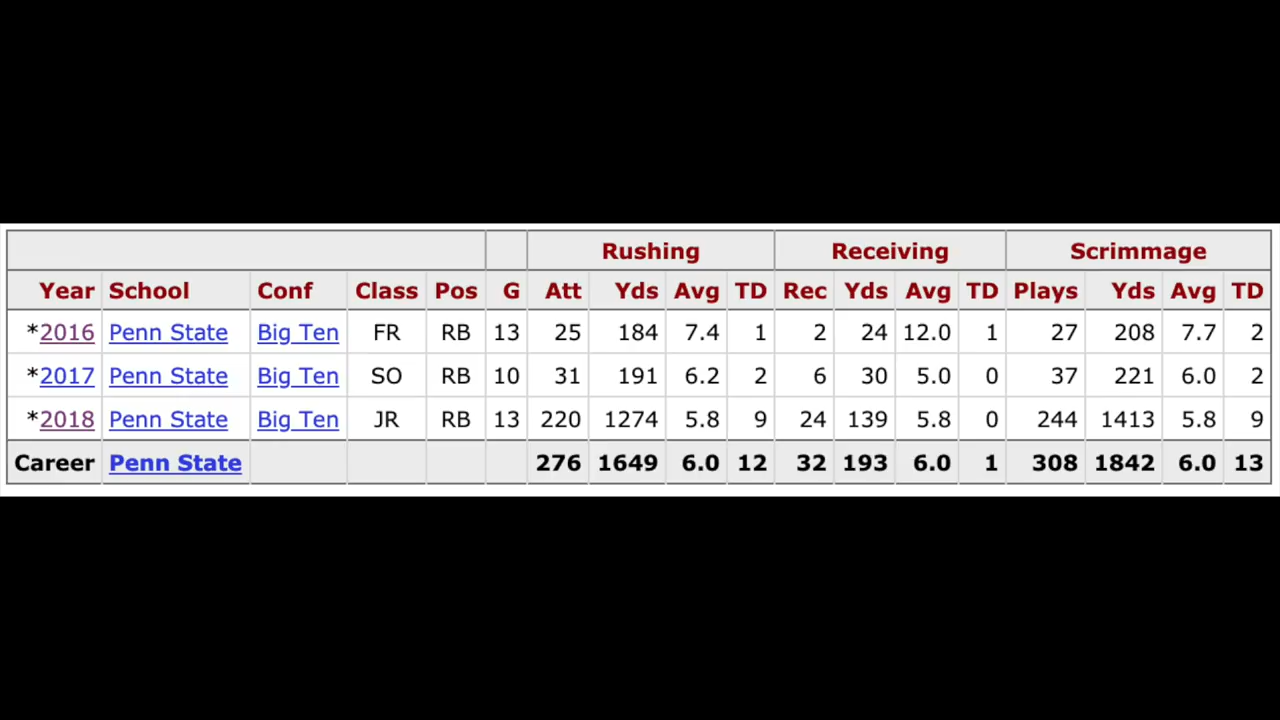 Rushing Receiving Scrimmage
Year School Conf Class Pos G Att Yds Avg TD Rec Yds Avg TD Plays Yds Avg TD
*2016 Penn State Big Ten FR RB 13 25 184 7.4 1 2 24 12.0 1 27 208 7.7 2
*2017 Penn State Big Ten SO RB 10 31 191 6.2 2 6 30 5.0 0 37 221 6.0 2
*2018 Penn State Big Ten JR RB 13 220 1274 5.8 9 24 139 5.8 0 244 1413 5.8 9
Career Penn State 276 1649 6.0 12 32 193 6.0 1 308 1842 6.0 13